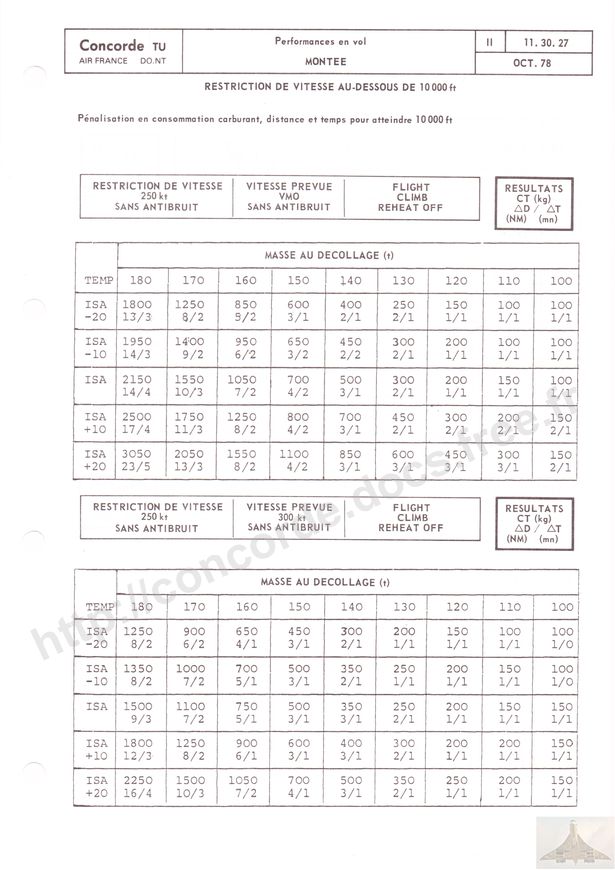 Concorde TU
AIR FRANCE DO.NT
Performances en vol
MONTEE
II
11. 30. 27
OCT. 78
RESTRICTION DE VITESSE AU-DESSOUS DE 10 000 ft
Pénalisation en consommation carburant, distance et temps pour atteindre 10 000 ft
RESTRICTION DE VITESSE
250 kt
SANS ANTIBRUIT
VITESSE PREVUE
VMO
SANS ANTIBRUIT
FLIGHT
CLIMB
REHEAT OFF
RESULTATS
CT (kg)
△D / △T
(NM) (mn)
MASSE AU DECOLLAGE (t)
TEMP 180 170 160 150 140 130 120 110 100
ISA 1800 1250 850 600 400 250 150 100 100
-20 13/3 8/2 5/2 3/1 2/1 2/1 1/1 1/1 1/1
ISA 1950 1400 950 650 450 300 200 100 100
-10 14/3 9/2 6/2 3/2 2/2 2/1 1/1 1/1 1/1
ISA 2150 1550 1050 700 500 300 200 150 100
14/4 10/3 7/2 4/2 3/1 2/1 1/1 1/1 1/1
ISA 2500 1750 1250 800 700 450 300 200 150
+10 17/4 11/3 8/2 4/2 3/1 2/1 2/1 2/1 2/1
ISA 3050 2050 1550 1100 850 600 450 300 150
+20 23/5 13/3 8/2 4/2 3/1 3/1 3/1 3/1 2/1
RESTRICTION DE VITESSE
250 kt
SANS ANTIBRUIT
VITESSE PREVUE
300 kt
SANS ANTIBRUIT
FLIGHT
CLIMB
REHEAT OFF
RESULTATS
CT (kg)
△D / △T
(NM) (mn)
MASSE AU DECOLLAGE (t)
TEMP 180 170 160 150 140 130 120 110 100
ISA 1250 900 650 450 300 200 150 100 100
-20 8/2 6/2 4/1 3/1 2/1 1/1 1/1 1/1 1/0
ISA 1350 1000 700 500 350 250 200 150 100
-10 8/2 7/2 5/1 3/1 2/1 1/1 1/1 1/1 1/0
ISA 1500 1100 750 500 350 250 200 150 150
9/3 7/2 5/1 3/1 2/1 2/1 1/1 1/1 1/1
ISA 1800 1250 900 600 400 300 200 150 150
+10 12/3 8/2 6/1 3/1 3/1 2/1 1/1 1/1 1/1
ISA 2250 1500 1050 700 500 350 250 200 150
+20 16/4 10/3 7/2 4/1 3/1 2/1 1/1 1/1 1/1
http://concorde.docs.free.fr